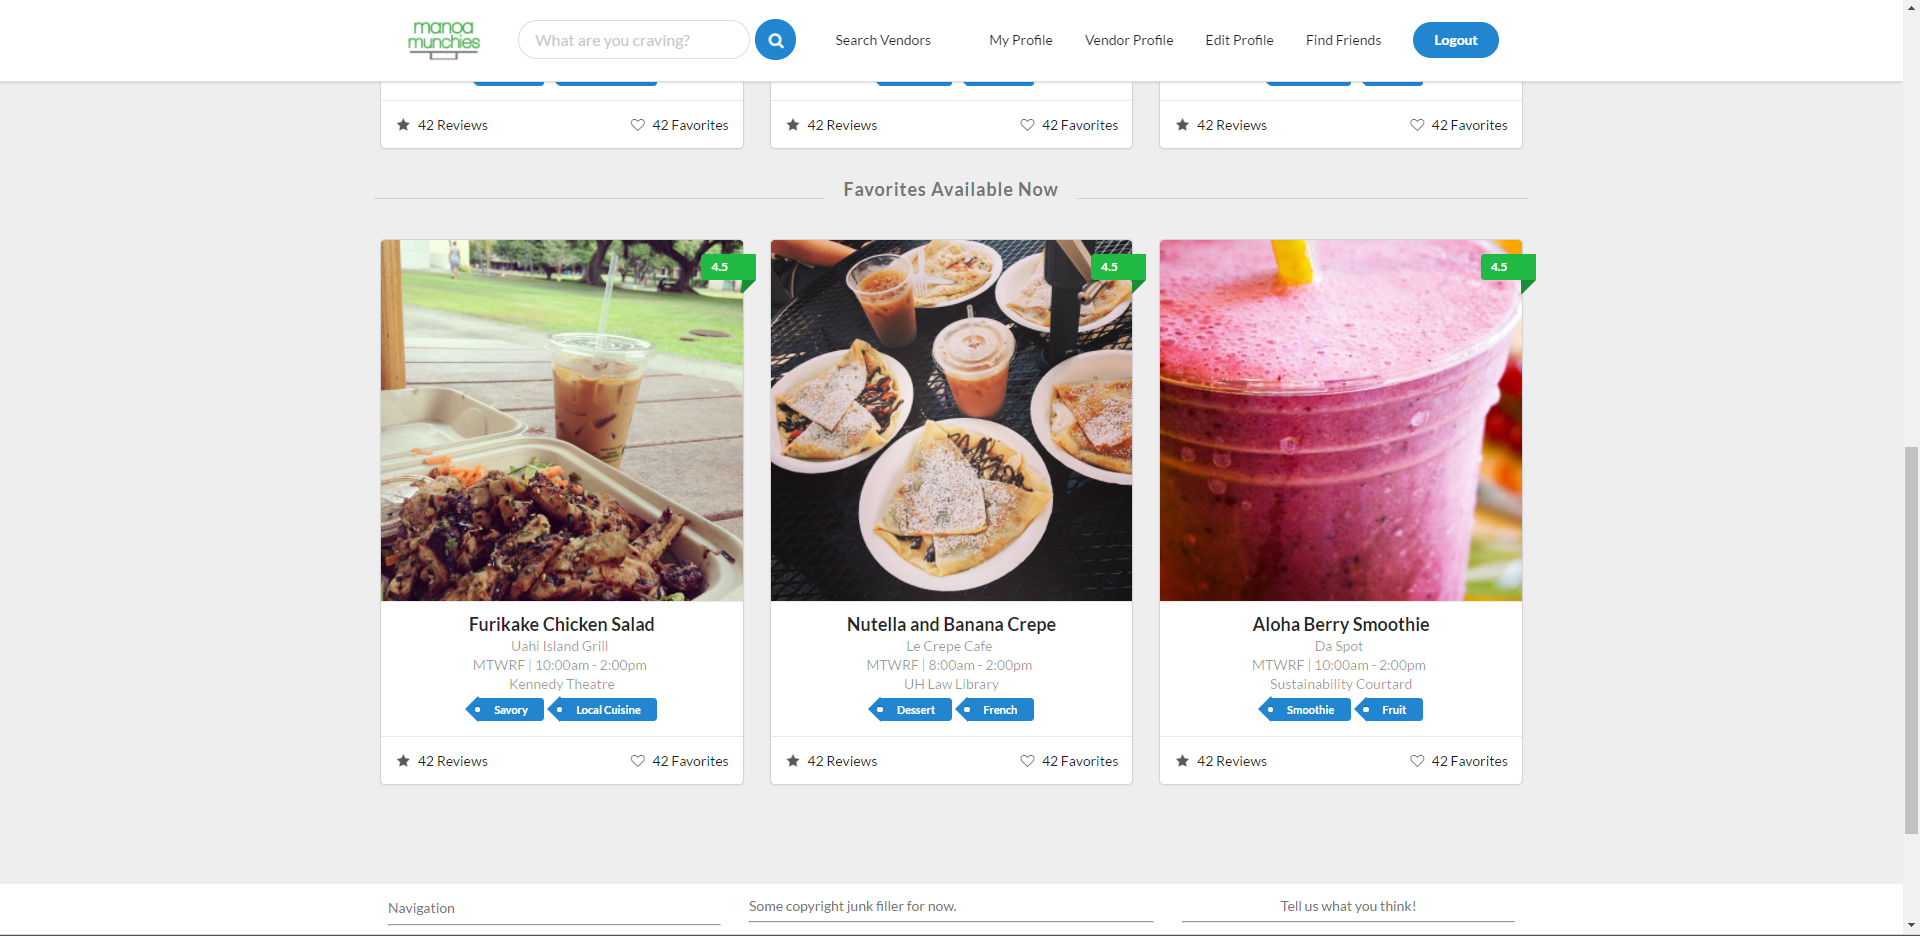 manoa
munchies
What are you craving?
Search Vendors
My Profile
Vendor Profile
Edit Profile
Find Friends
Logout
42 Reviews
42 Favorites
42 Reviews
42 Favorites
42 Reviews
42 Favorites
Favorites Available Now
4.5
4.5
4.5
Furikake Chicken Salad
Uahi Island Grill
MTWRF | 10:00am - 2:00pm
Kennedy Theatre
Savory
Local Cuisine
42 Reviews
42 Favorites
Nutella and Banana Crepe
Le Crepe Cafe
MTWRF | 8:00am - 2:00pm
UH Law Library
Dessert
French
42 Reviews
42 Favorites
Aloha Berry Smoothie
Da Spot
MTWRF | 10:00am - 2:00pm
Sustainability Courtard
Smoothie
Fruit
42 Reviews
42 Favorites
Navigation
Some copyright junk filler for now.
Tell us what you think!